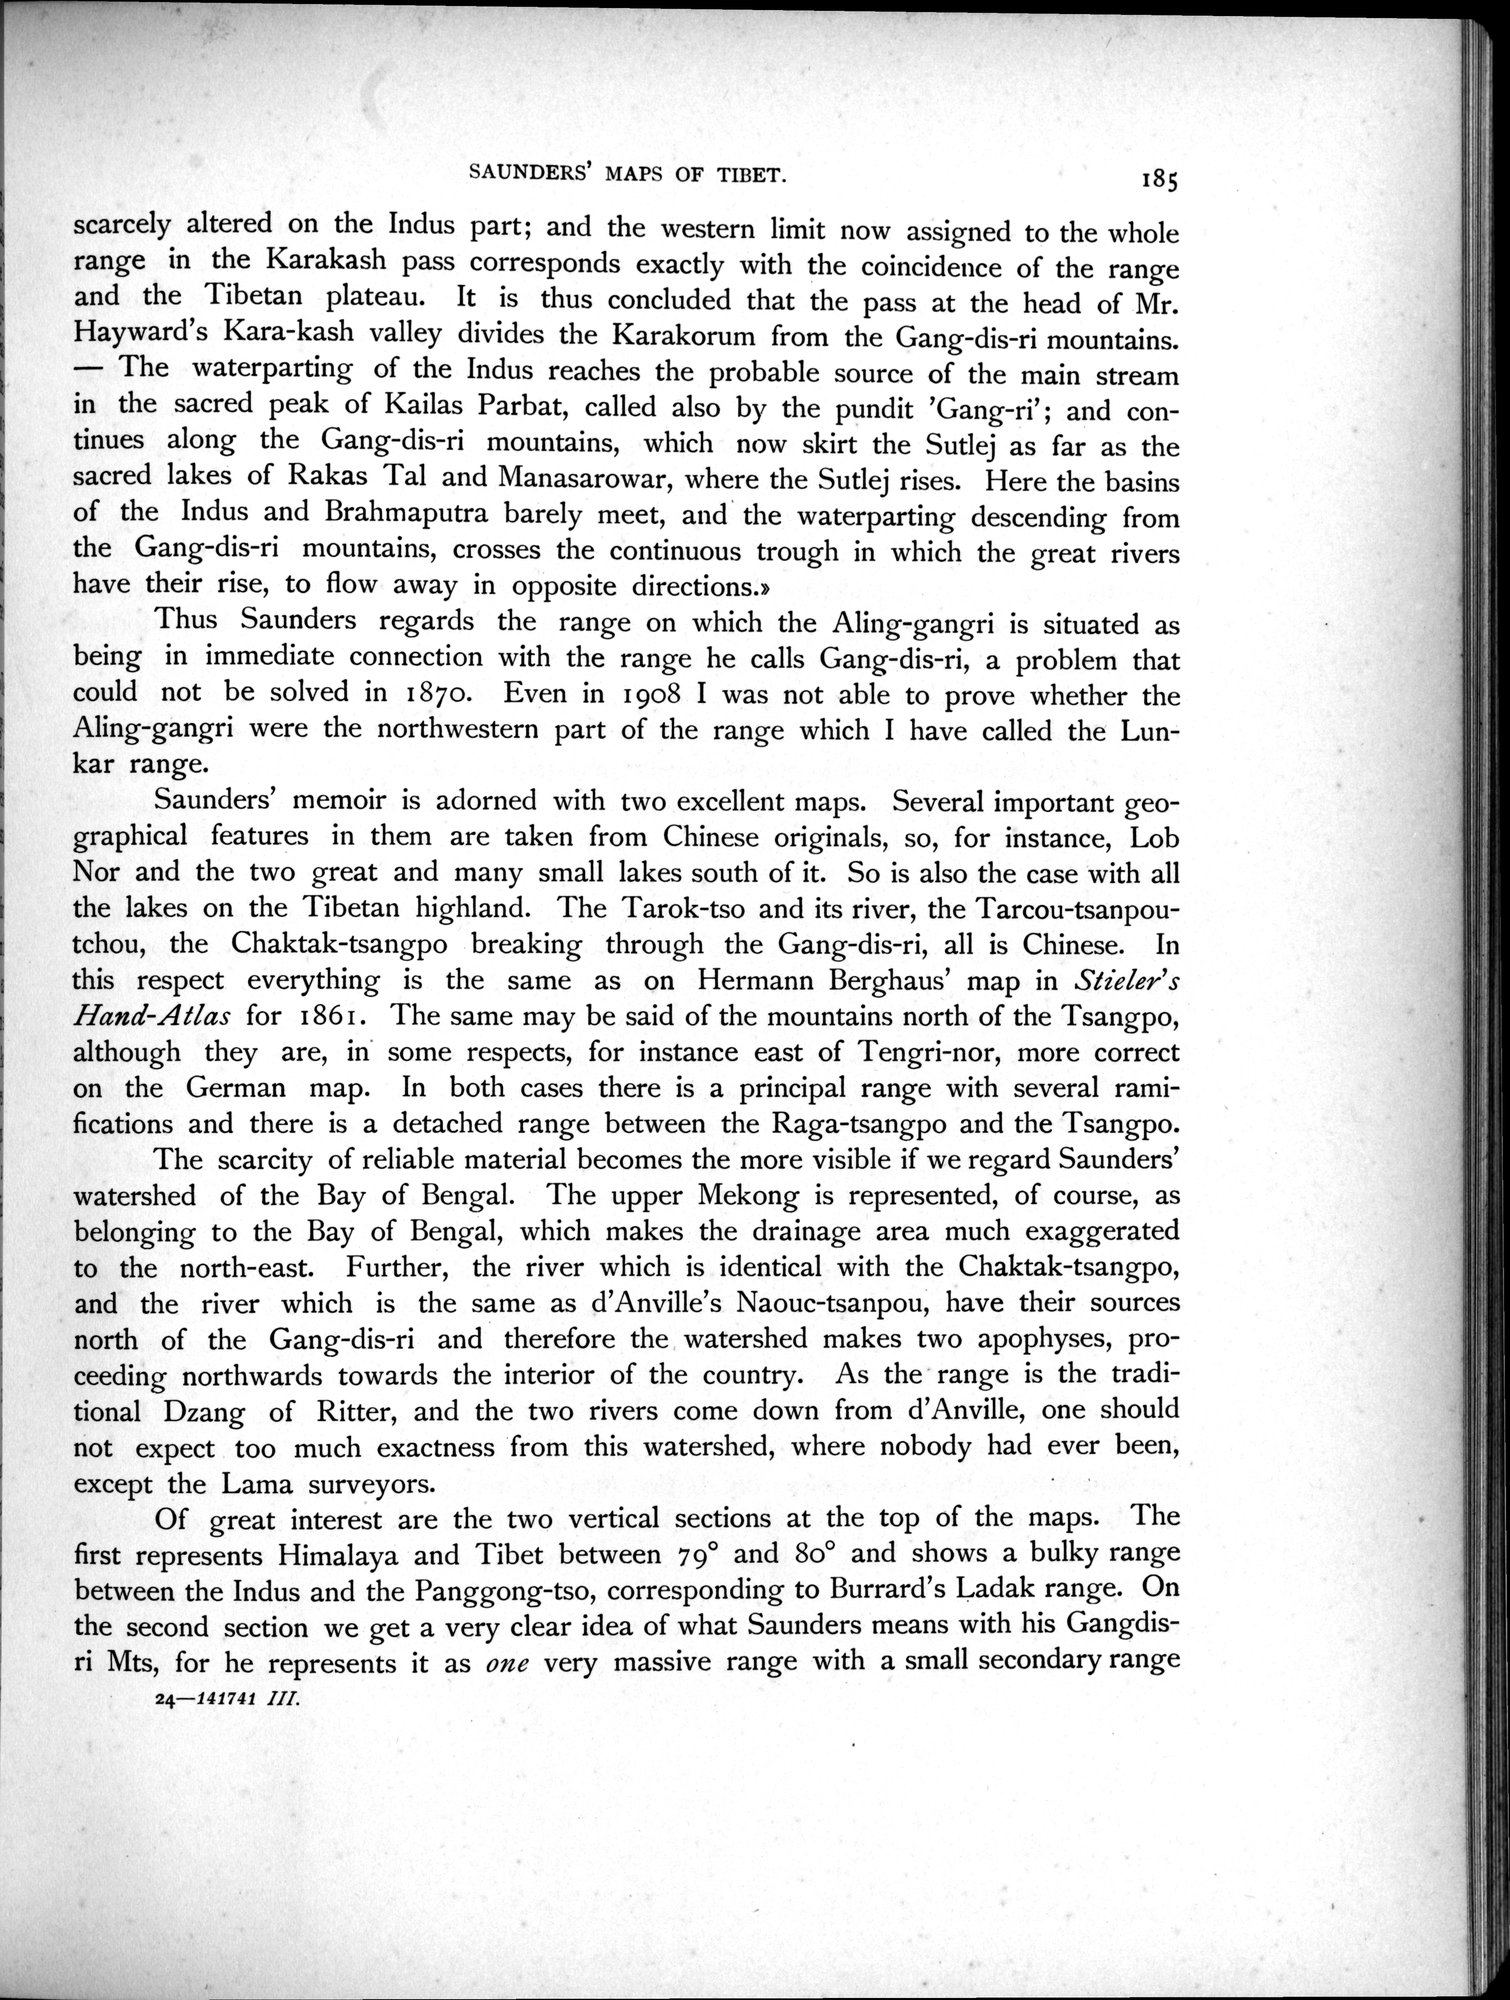 SAUNDERS' MAPS OF TIBET. 185
scarcely altered on the Indus part; and the western limit now assigned to the whole
range in the Karakash pass corresponds exactly with the coincidence of the range
and the Tibetan plateau. It is thus concluded that the pass at the head of Mr.
Hayward's Kara-kash valley divides the Karakorum from the Gang-dis-ri mountains.
— The waterparting of the Indus reaches the probable source of the main stream
in the sacred peak of Kailas Parbat, called also by the pundit 'Gang-ri'; and con-
tinues along the Gang-dis-ri mountains, which now skirt the Sutlej as far as the
sacred lakes of Rakas Tal and Manasarowar, where the Sutlej rises. Here the basins
of the Indus and Brahmaputra barely meet, and the waterparting descending from
the Gang-dis-ri mountains, crosses the continuous trough in which the great rivers
have their rise, to flow away in opposite directions.»
Thus Saunders regards the range on which the Aling-gangri is situated as
being in immediate connection with the range he calls Gang-dis-ri, a problem that
could not be solved in 1870. Even in 1908 I was not able to prove whether the
Aling-gangri were the northwestern part of the range which I have called the Lun-
kar range.
Saunders' memoir is adorned with two excellent maps. Several important geo-
graphical features in them are taken from Chinese originals, so, for instance, Lob
Nor and the two great and many small lakes south of it. So is also the case with all
the lakes on the Tibetan highland. The Tarok-tso and its river, the Tarcou-tsanpou-
tchou, the Chaktak-tsangpo breaking through the Gang-dis-ri, all is Chinese. In
this respect everything is the same as on Hermann Berghaus' map in Stieler's
Hand-Atlas for 1861. The same may be said of the mountains north of the Tsangpo,
although they are, in some respects, for instance east of Tengri-nor, more correct
on the German map. In both cases there is a principal range with several rami-
fications and there is a detached range between the Raga-tsangpo and the Tsangpo.
The scarcity of reliable material becomes the more visible if we regard Saunders'
watershed of the Bay of Bengal. The upper Mekong is represented, of course, as
belonging to the Bay of Bengal, which makes the drainage area much exaggerated
to the north-east. Further, the river which is identical with the Chaktak-tsangpo,
and the river which is the same as d'Anville's Naouc-tsanpou, have their sources
north of the Gang-dis-ri and therefore the watershed makes two apophyses, pro-
ceeding northwards towards the interior of the country. As the range is the tradi-
tional Dzang of Ritter, and the two rivers come down from d'Anville, one should
not expect too much exactness from this watershed, where nobody had ever been,
except the Lama surveyors.
Of great interest are the two vertical sections at the top of the maps. The
first represents Himalaya and Tibet between 79° and 80° and shows a bulky range
between the Indus and the Panggong-tso, corresponding to Burrard's Ladak range. On
the second section we get a very clear idea of what Saunders means with his Gangdis-
ri Mts, for he represents it as one very massive range with a small secondary range
24—141741 III.